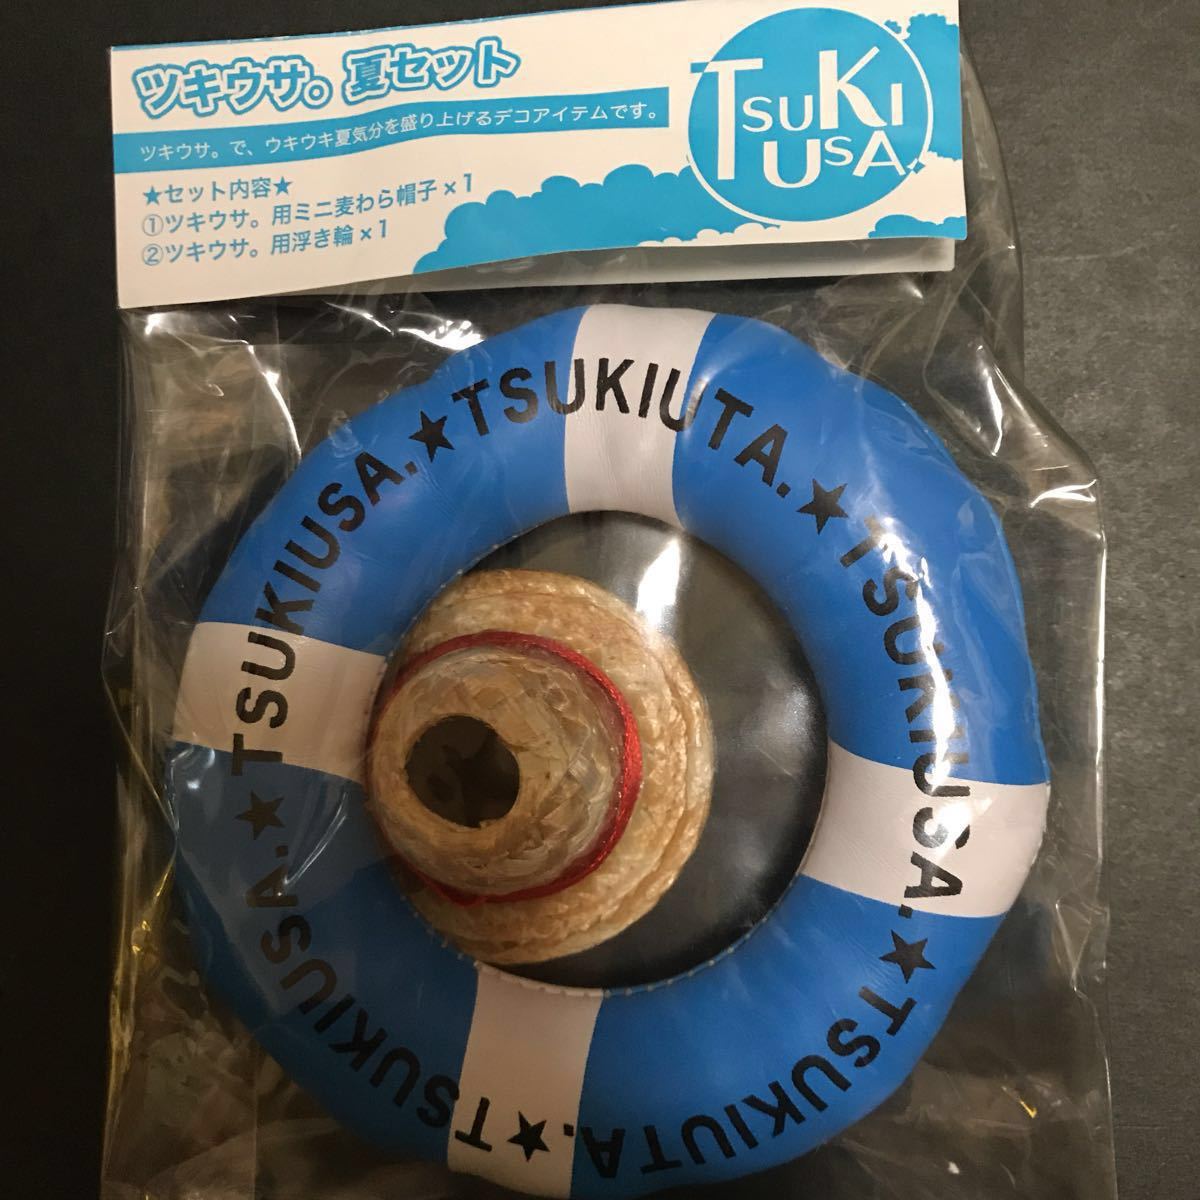 ツキウサ。夏セット
ツキウサ。で、ウキウキ夏気分を盛り上げるデコアイテムです。
★セット内容★
①ツキウサ。用ミニ麦わら帽子×1
②ツキウサ。用浮き輪×1
TSUKI
USA.
★TSUKIUTA.★TSUKIUSA.★TSUKIUTA.★TSUKIUSA.★TSUKIUSA.